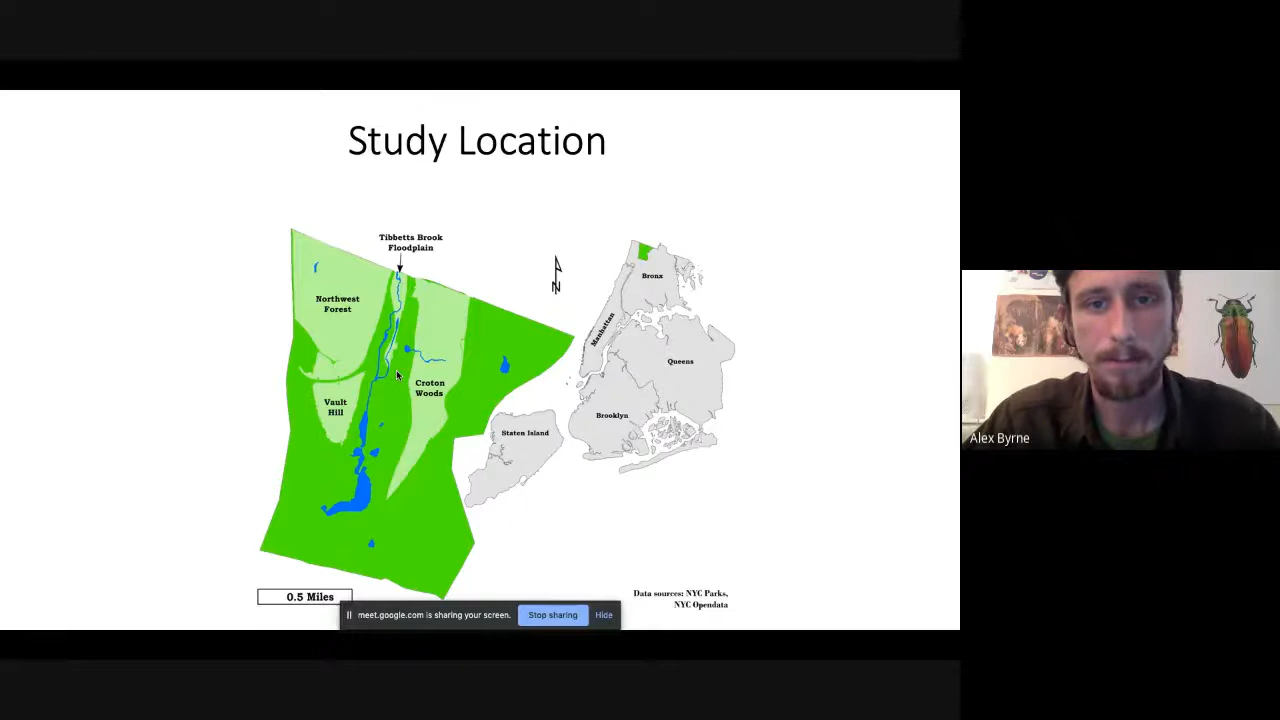 Study Location
Tibbetts Brook
Floodplain
Northwest
Forest
Croton
Woods
Vault
Hill
N
Bronx
Manhattan
Queens
Brooklyn
Staten Island
0.5 Miles
Data sources: NYC Parks,
NYC Opendata
meet.google.com is sharing your screen.
Stop sharing
Hide
Alex Byrne